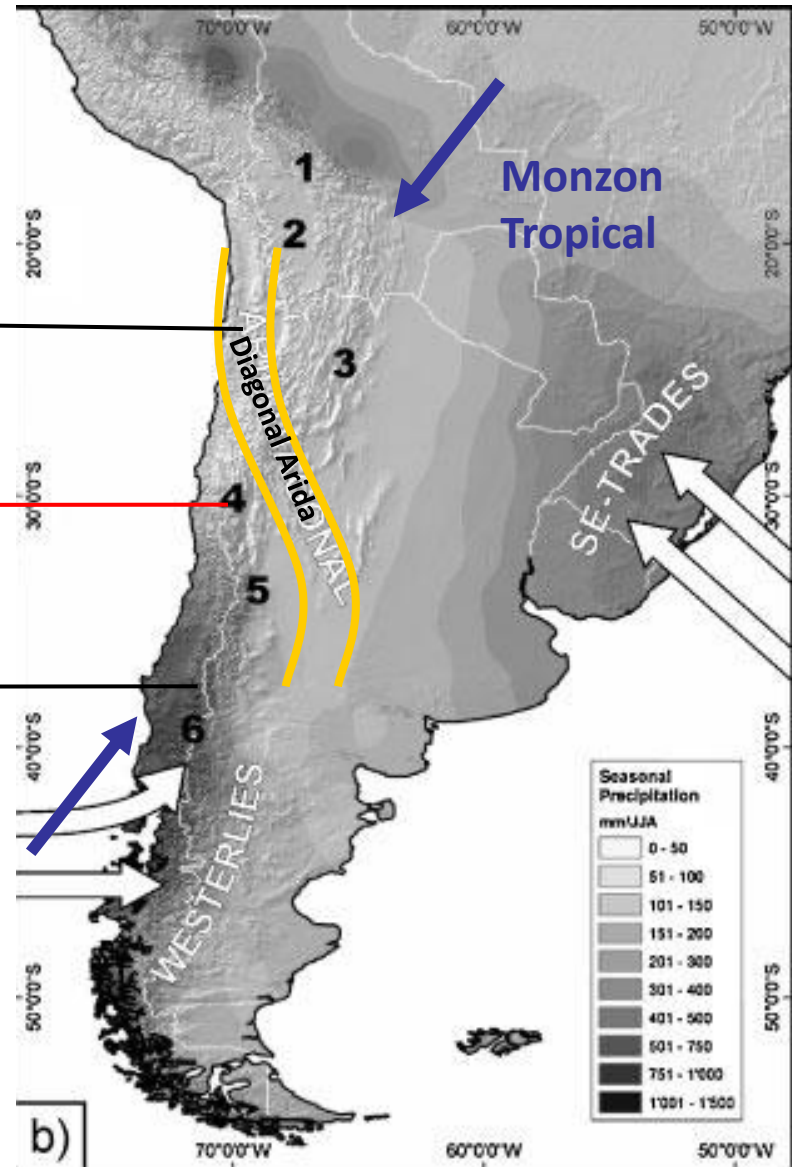 70°0'0"W
60°0'0"W
50°0'0"W
Monzon
Tropical
20°0'0"S
20°0'0"S
1
2
3
Diagonal Arida
ONAL
SE-TRADES
30°0'0"S
30°0'0"S
4
5
6
40°0'0"S
40°0'0"S
WESTERLIES
Seasonal
Precipitation
mm/JJA
0 - 50
51 - 100
101 - 150
151 - 200
201 - 300
301 - 400
401 - 500
501 - 750
751 - 1'000
1'001 - 1'500
50°0'0"S
50°0'0"S
b)
70°0'0"W
60°0'0"W
50°0'0"W